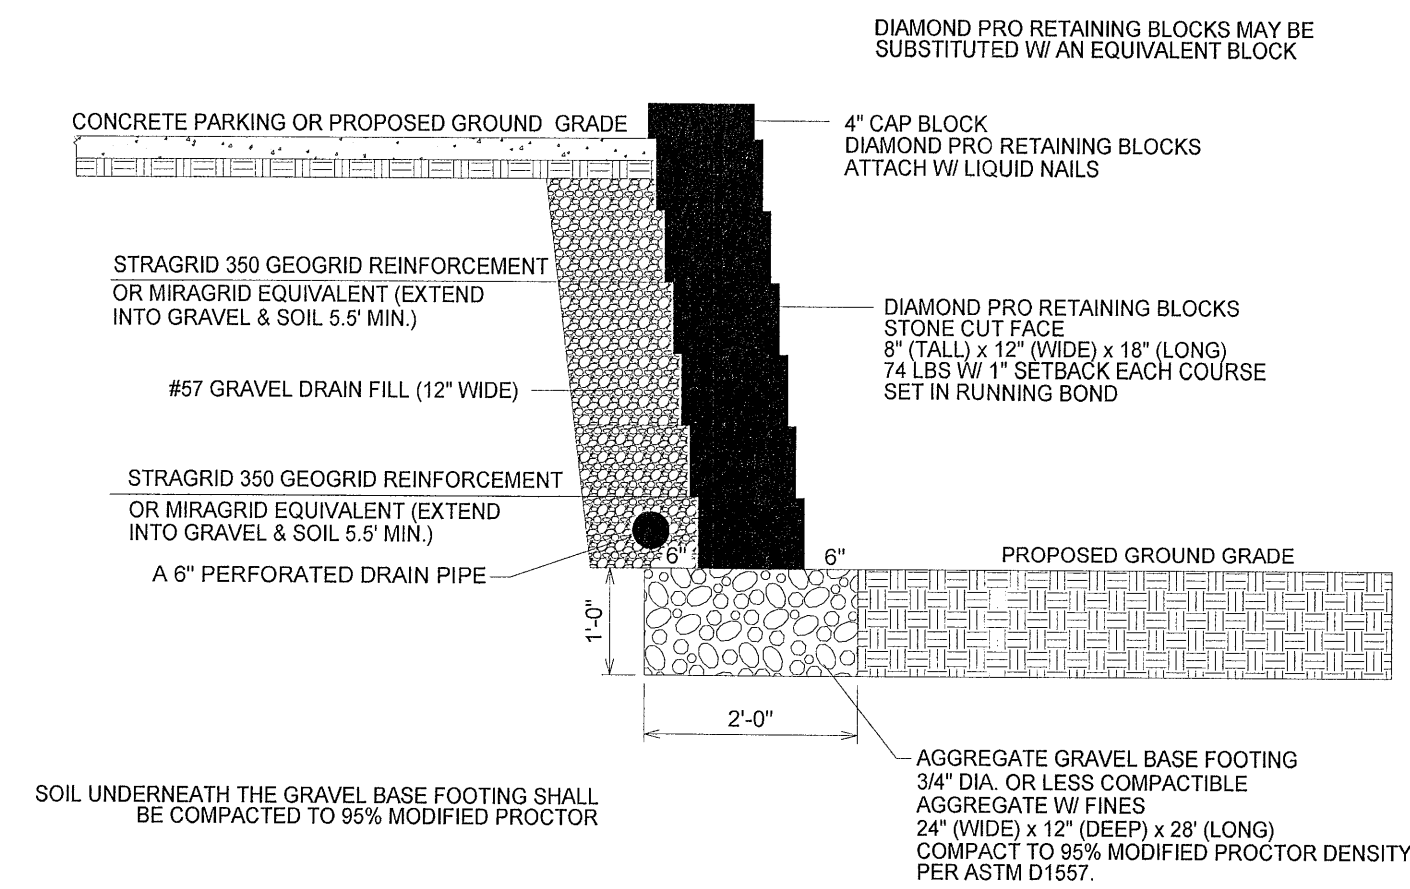 DIAMOND PRO RETAINING BLOCKS MAY BE
SUBSTITUTED W/ AN EQUIVALENT BLOCK
CONCRETE PARKING OR PROPOSED GROUND GRADE
4" CAP BLOCK
DIAMOND PRO RETAINING BLOCKS
ATTACH W/ LIQUID NAILS
STRAGRID 350 GEOGRID REINFORCEMENT
OR MIRAGRID EQUIVALENT (EXTEND
INTO GRAVEL & SOIL 5.5' MIN.)
DIAMOND PRO RETAINING BLOCKS
STONE CUT FACE
8" (TALL) x 12" (WIDE) x 18" (LONG)
74 LBS W/ 1" SETBACK EACH COURSE
SET IN RUNNING BOND
#57 GRAVEL DRAIN FILL (12" WIDE)
STRAGRID 350 GEOGRID REINFORCEMENT
OR MIRAGRID EQUIVALENT (EXTEND
INTO GRAVEL & SOIL 5.5' MIN.)
A 6" PERFORATED DRAIN PIPE
6"
6"
PROPOSED GROUND GRADE
1'-0"
2'-0"
AGGREGATE GRAVEL BASE FOOTING
3/4" DIA. OR LESS COMPACTIBLE
AGGREGATE W/ FINES
24" (WIDE) x 12" (DEEP) x 28' (LONG)
COMPACT TO 95% MODIFIED PROCTOR DENSITY
PER ASTM D1557.
SOIL UNDERNEATH THE GRAVEL BASE FOOTING SHALL
BE COMPACTED TO 95% MODIFIED PROCTOR